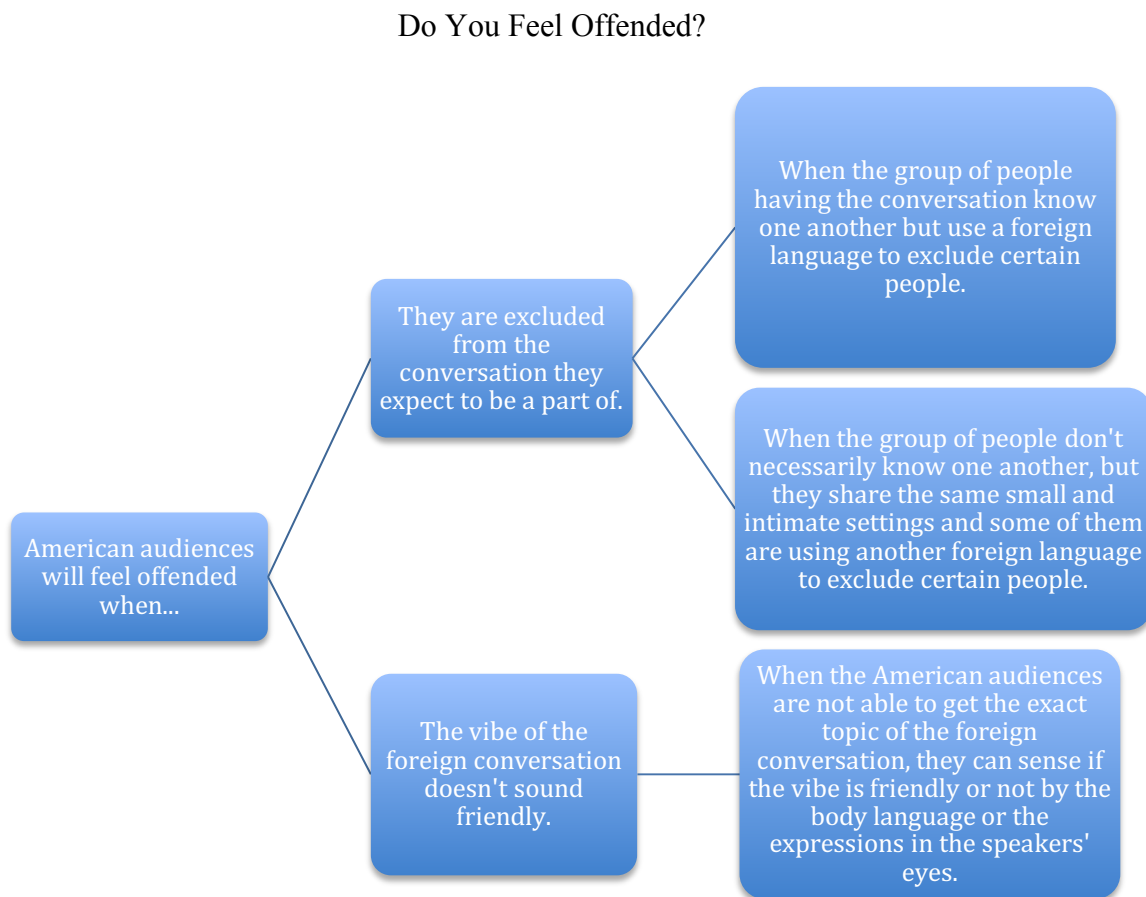 Do You Feel Offended?
When the group of people
having the conversation know
one another but use a foreign
language to exclude certain
people.
They are excluded
from the
conversation they
expect to be a part of.
When the group of people don't
necessarily know one another, but
they share the same small and
intimate settings and some of them
are using another foreign language
to exclude certain people.
American audiences
will feel offended
when...
The vibe of the
foreign conversation
doesn't sound
friendly.
When the American audiences
are not able to get the exact
topic of the foreign
conversation, they can sense if
the vibe is friendly or not by the
body language or the
expressions in the speakers'
eyes.